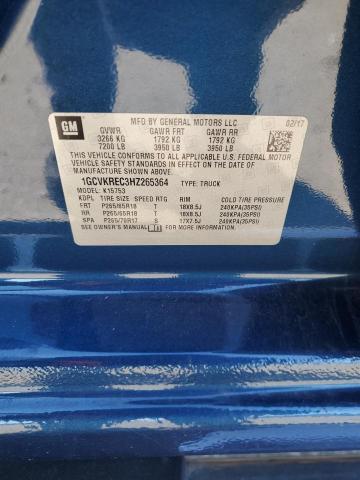 GM
MFD BY GENERAL MOTORS LLC 02/17
GVWR GAWR FRT GAWR RR
3266 KG 1792 KG 1792 KG
7200 LB 3950 LB 3950 LB
THIS VEHICLE CONFORMS TO ALL APPLICABLE U.S. FEDERAL MOTOR
VEHICLE SAFETY STANDARDS IN EFFECT ON THE DATE OF
MANUFACTURE SHOWN ABOVE.
1GCVKREC3HZ265364 TYPE: TRUCK
MODEL: K15753
KDPL TIRE SIZE SPEED RTG RIM COLD TIRE PRESSURE
FRT P265/65R18 T 18X8.5J 240KPA(35PSI)
RR P265/65R18 T 18X8.5J 240KPA(35PSI)
SPA P265/70R17 S 17X7.5J 240KPA(35PSI)
SEE OWNER'S MANUAL FOR MORE INFORMATION.